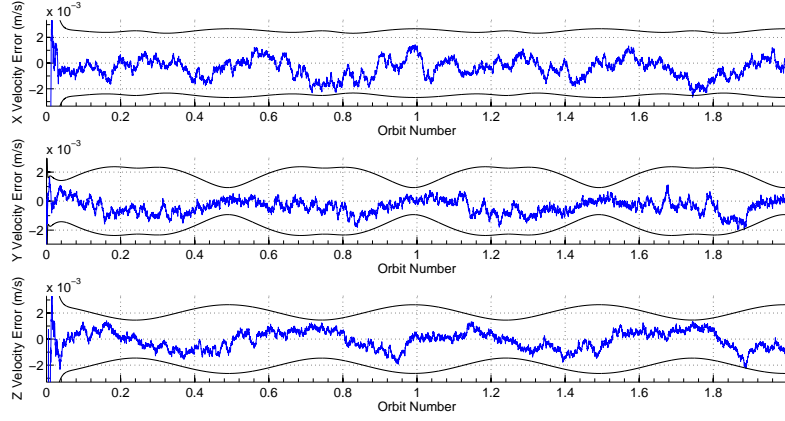 x 10⁻³
X Velocity Error (m/s)
2
0
−2
0 0.2 0.4 0.6 0.8 1 1.2 1.4 1.6 1.8
Orbit Number
x 10⁻³
Y Velocity Error (m/s)
2
0
−2
0 0.2 0.4 0.6 0.8 1 1.2 1.4 1.6 1.8
Orbit Number
x 10⁻³
Z Velocity Error (m/s)
2
0
−2
0 0.2 0.4 0.6 0.8 1 1.2 1.4 1.6 1.8
Orbit Number